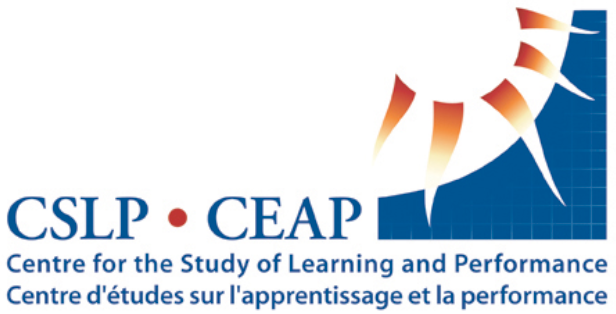 CSLP • CEAP
Centre for the Study of Learning and Performance
Centre d'études sur l'apprentissage et la performance